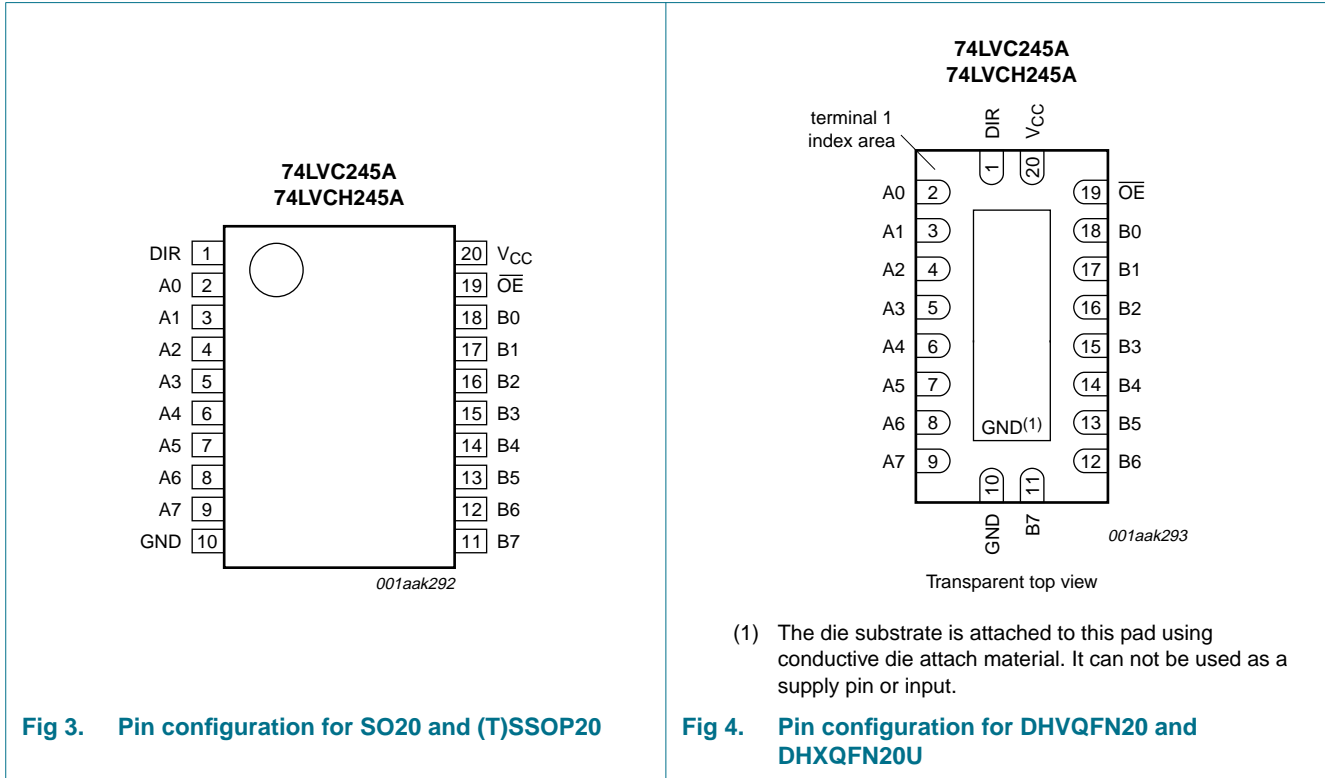 74LVC245A
74LVCH245A
DIR 1
A0 2
A1 3
A2 4
A3 5
A4 6
A5 7
A6 8
A7 9
GND 10
20 VCC
19 OE
18 B0
17 B1
16 B2
15 B3
14 B4
13 B5
12 B6
11 B7
001aak292
Fig 3. Pin configuration for SO20 and (T)SSOP20
74LVC245A
74LVCH245A
terminal 1
index area
DIR
VCC
1
20
A0 2
A1 3
A2 4
A3 5
A4 6
A5 7
A6 8
A7 9
19 OE
18 B0
17 B1
16 B2
15 B3
14 B4
13 B5
12 B6
GND(1)
10
11
GND
B7
001aak293
Transparent top view
(1) The die substrate is attached to this pad using
conductive die attach material. It can not be used as a
supply pin or input.
Fig 4. Pin configuration for DHVQFN20 and
DHXQFN20U